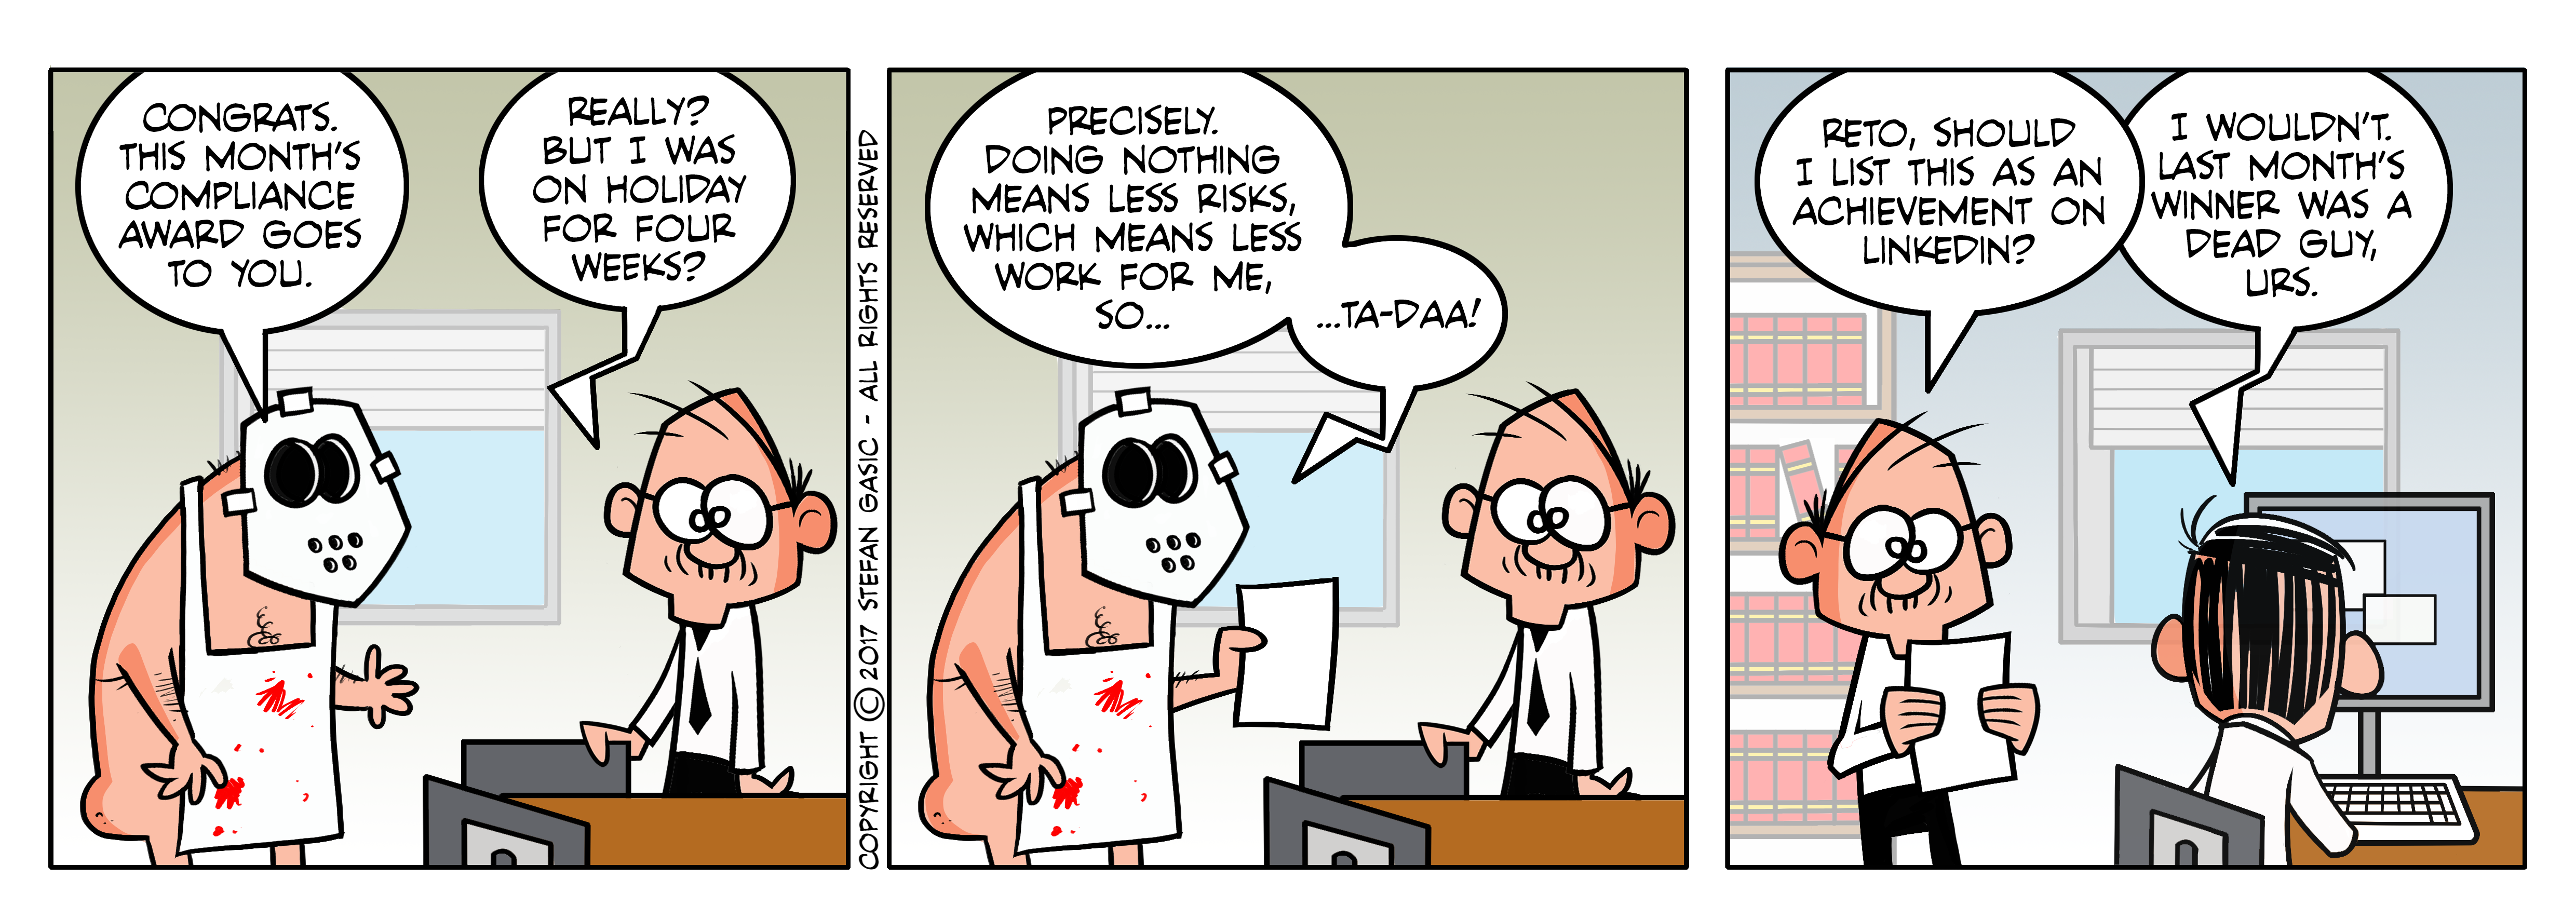 CONGRATS.
THIS MONTH'S
COMPLIANCE
AWARD GOES
TO YOU.
REALLY?
BUT I WAS
ON HOLIDAY
FOR FOUR
WEEKS?
COPYRIGHT © 2017 STEFAN GASIC - ALL RIGHTS RESERVED
PRECISELY.
DOING NOTHING
MEANS LESS RISKS,
WHICH MEANS LESS
WORK FOR ME,
SO...
...TA-DAA!
RETO, SHOULD
I LIST THIS AS AN
ACHIEVEMENT ON
LINKEDIN?
I WOULDN'T.
LAST MONTH'S
WINNER WAS A
DEAD GUY,
URS.